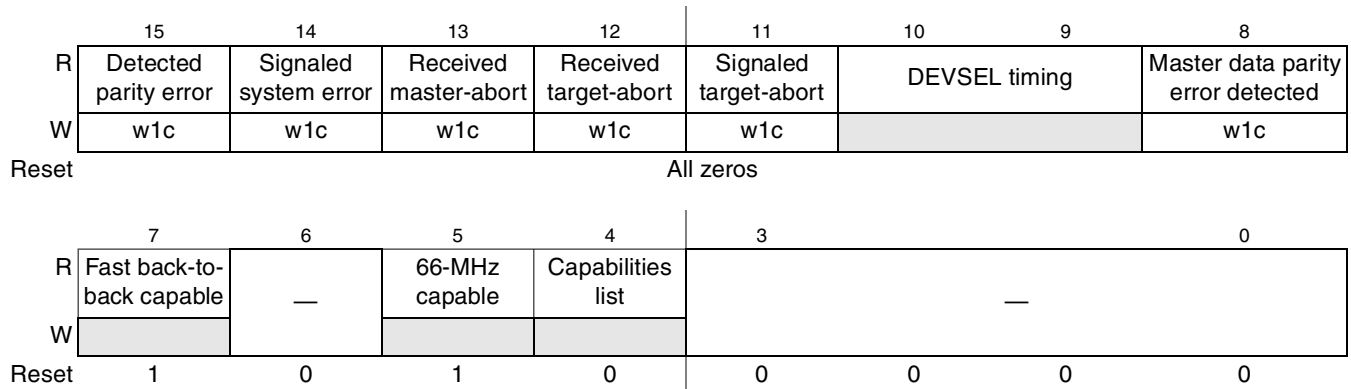 15 14 13 12 11 10 9 8
R Detected parity error Signaled system error Received master-abort Received target-abort Signaled target-abort DEVSEL timing Master data parity error detected
W w1c w1c w1c w1c w1c w1c
Reset All zeros
7 6 5 4 3 0
R Fast back-to-back capable — 66-MHz capable Capabilities list —
W
Reset 1 0 1 0 0 0 0 0